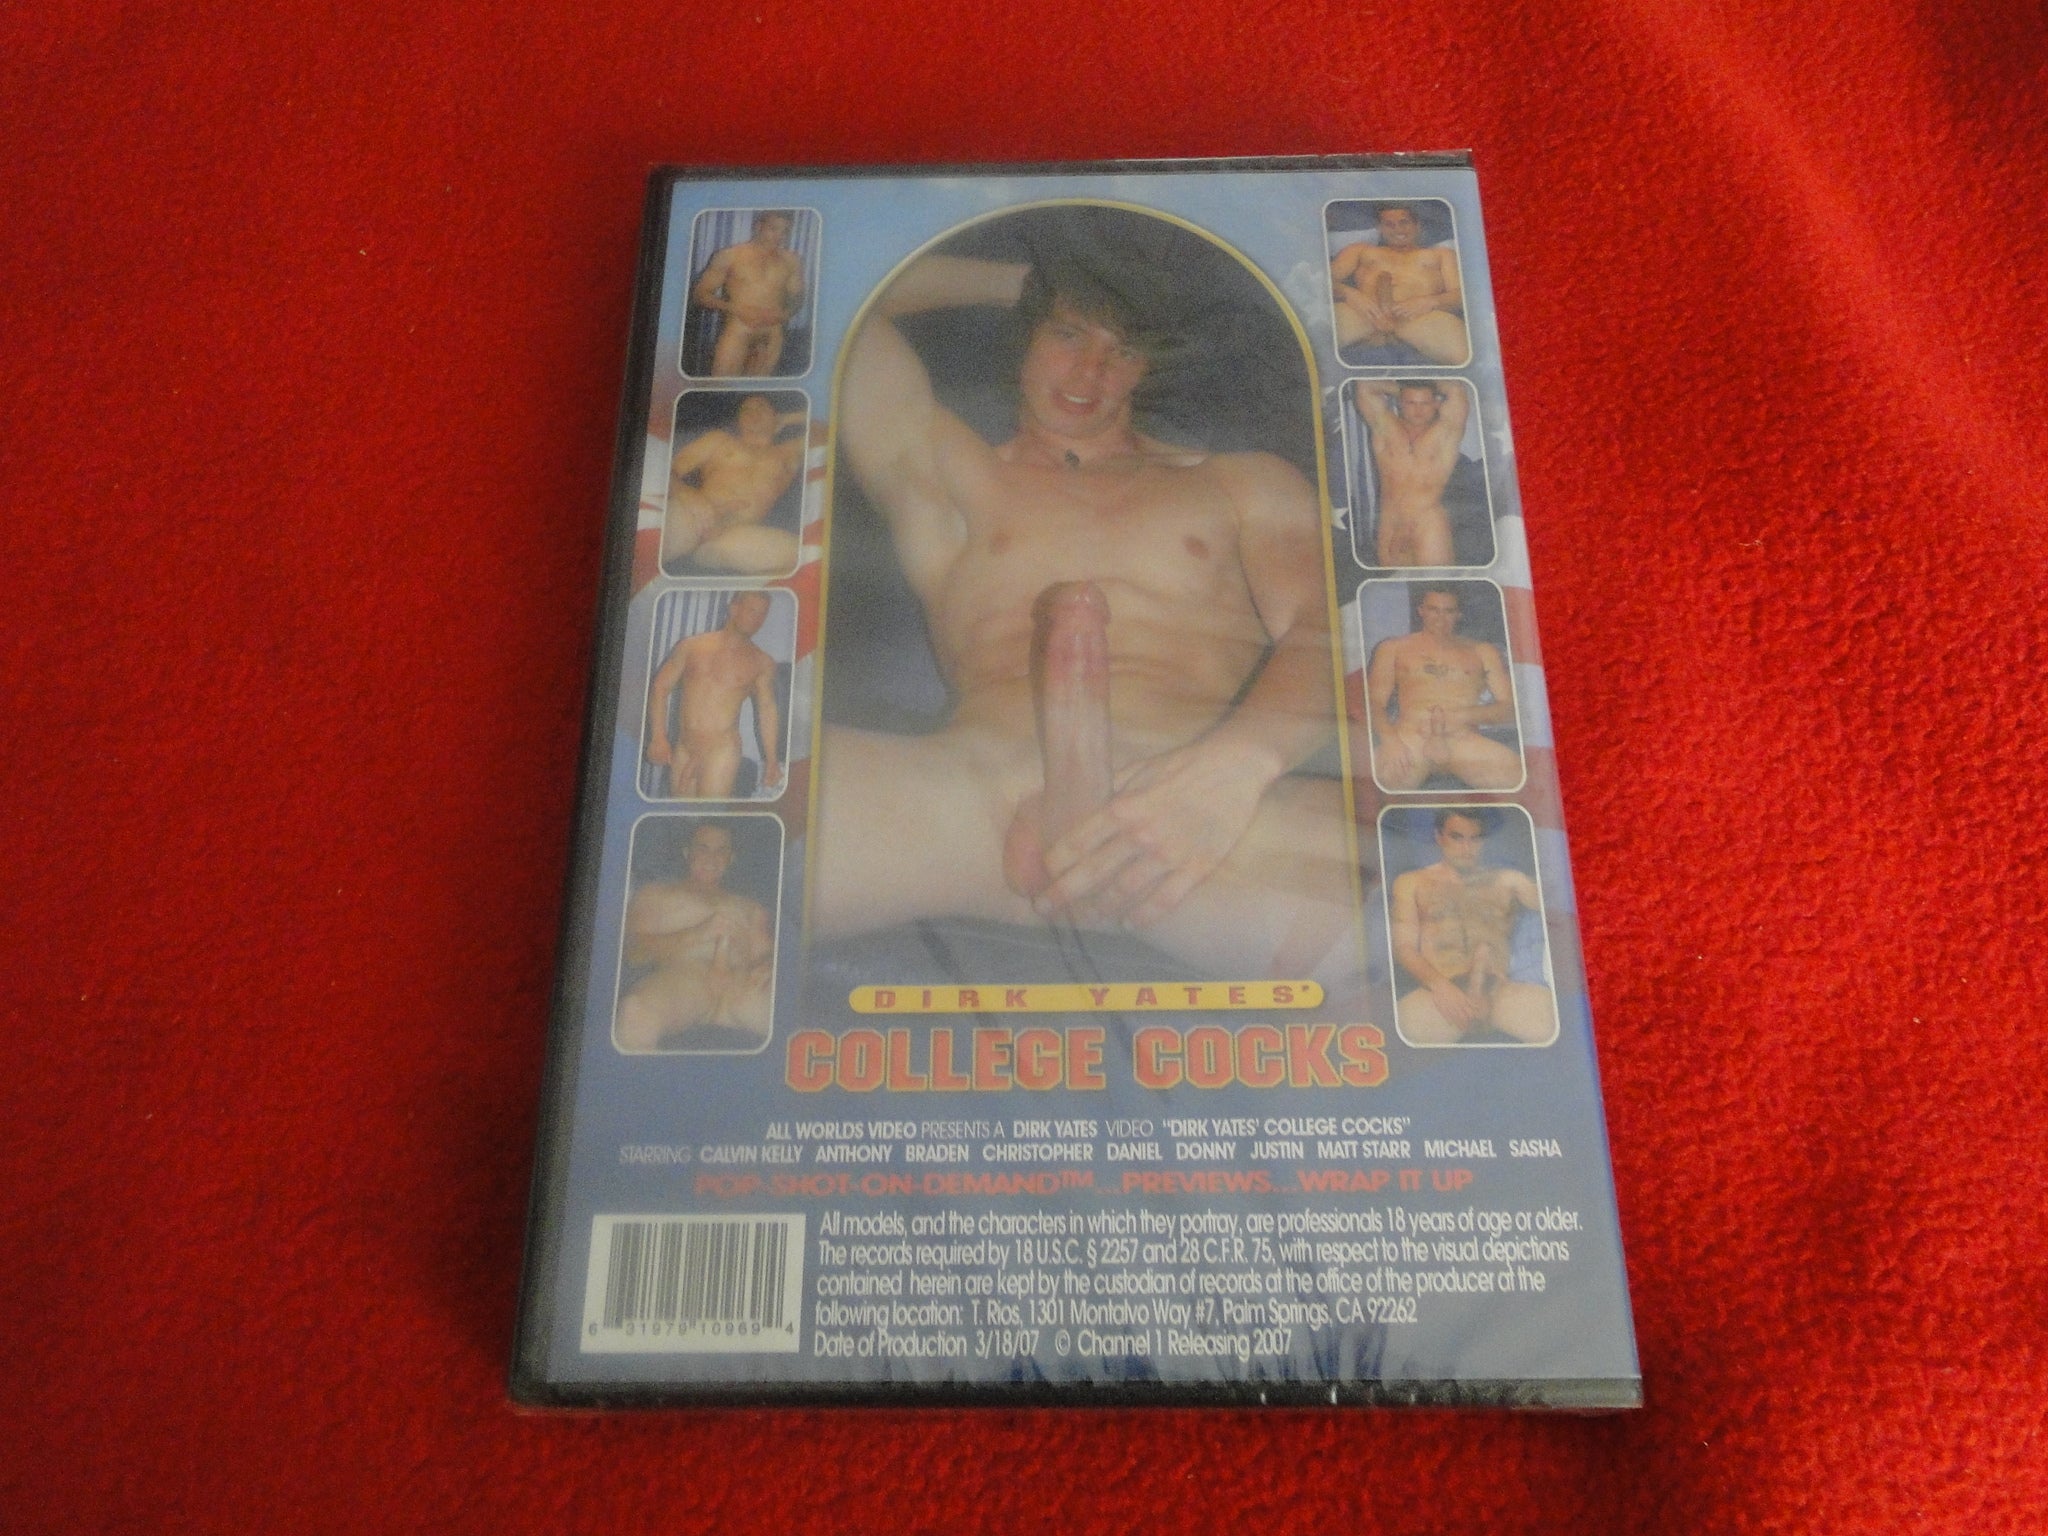 DIRK YATES'
COLLEGE COCKS
ALL WORLDS VIDEO PRESENTS A DIRK YATES VIDEO "DIRK YATES' COLLEGE COCKS"
STARRING CALVIN KELLY ANTHONY BRADEN CHRISTOPHER DANIEL DONNY JUSTIN MATT STARR MICHAEL SASHA
POP-SHOT-ON-DEMAND™...PREVIEWS...WRAP IT UP
All models, and the characters in which they portray, are professionals 18 years of age or older.
The records required by 18 U.S.C. § 2257 and 28 C.F.R. 75, with respect to the visual depictions
contained herein are kept by the custodian of records at the office of the producer at the
following location: T. Rios, 1301 Montalvo Way #7, Palm Springs, CA 92262
Date of Production 3/18/07 © Channel 1 Releasing 2007
6 31979 10969 4